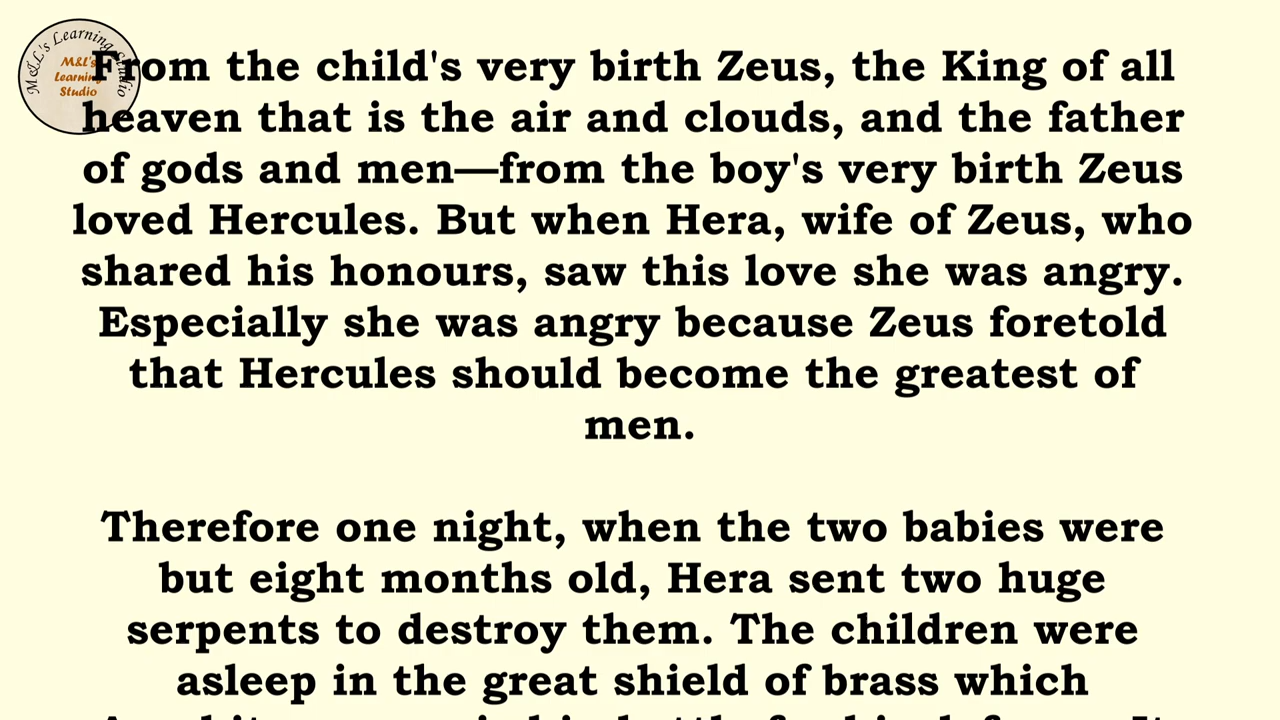 M&L's Learning Studio
M&L's
Learning
Studio
From the child's very birth Zeus, the King of all
heaven that is the air and clouds, and the father
of gods and men—from the boy's very birth Zeus
loved Hercules. But when Hera, wife of Zeus, who
shared his honours, saw this love she was angry.
Especially she was angry because Zeus foretold
that Hercules should become the greatest of
men.
Therefore one night, when the two babies were
but eight months old, Hera sent two huge
serpents to destroy them. The children were
asleep in the great shield of brass which